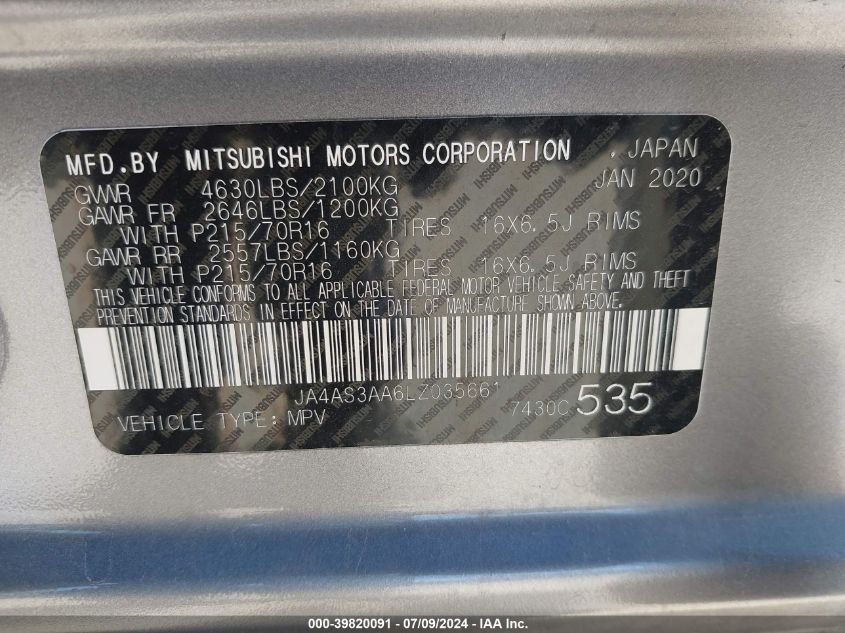 MFD.BY MITSUBISHI MOTORS CORPORATION . JAPAN
GVWR 4630LBS/2100KG JAN 2020
GAWR FR 2646LBS/1200KG
WITH P215/70R16 TIRES 16X6.5J RIMS
GAWR RR 2557LBS/1160KG
WITH P215/70R16 TIRES 16X6.5J RIMS
THIS VEHICLE CONFORMS TO ALL APPLICABLE FEDERAL MOTOR VEHICLE SAFETY AND THEFT
PREVENTION STANDARDS IN EFFECT ON THE DATE OF MANUFACTURE SHOWN ABOVE.
JA4AS3AA6LZ035661
VEHICLE TYPE: MPV 7430C 535
000-39820091 - 07/09/2024 - IAA Inc.